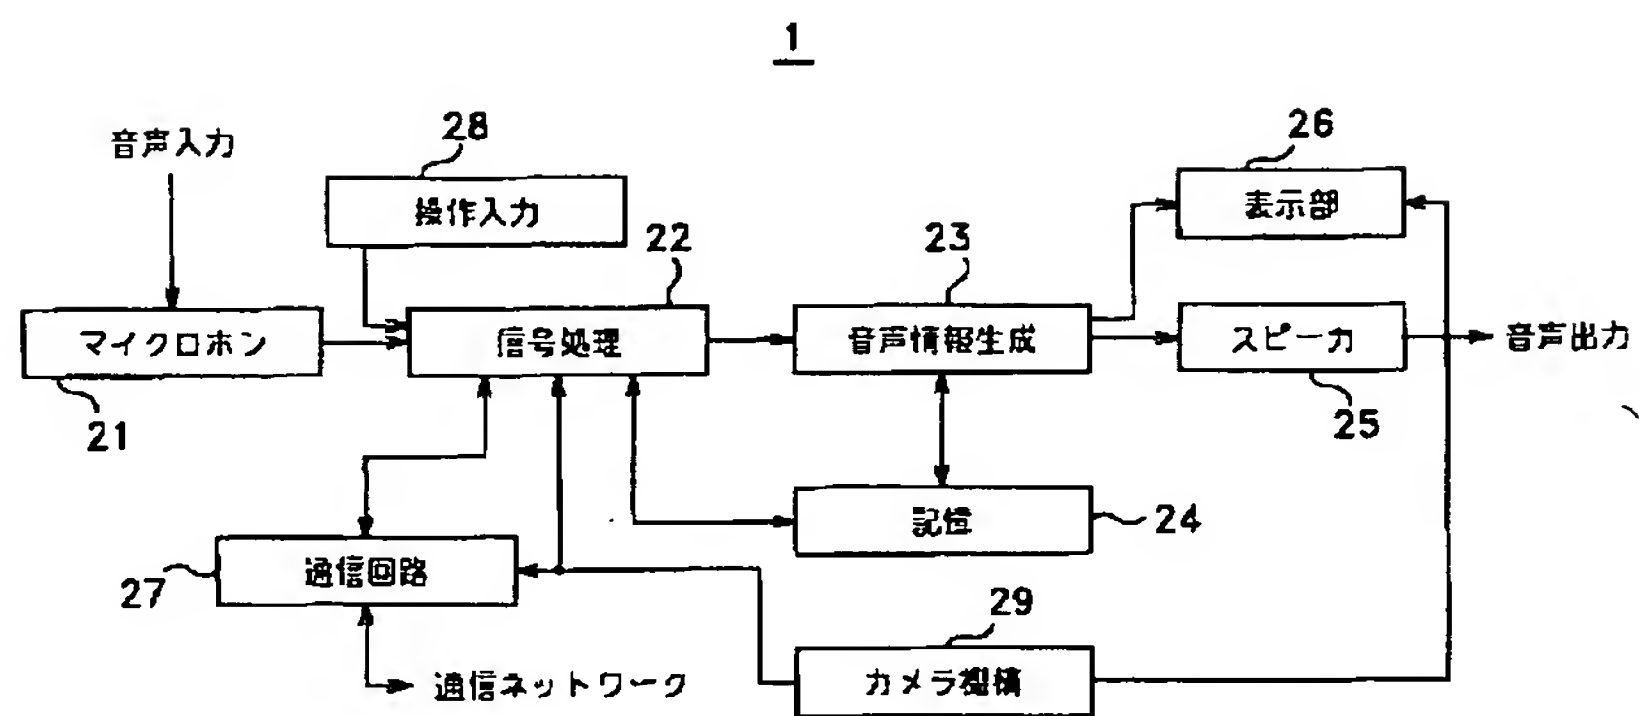 1
音声入力
28
操作入力
26
表示部
22
信号処理
23
音声情報生成
スピーカ
25
音声出力
マイクロホン
21
記憶
24
通信回路
27
29
カメラ機構
通信ネットワーク